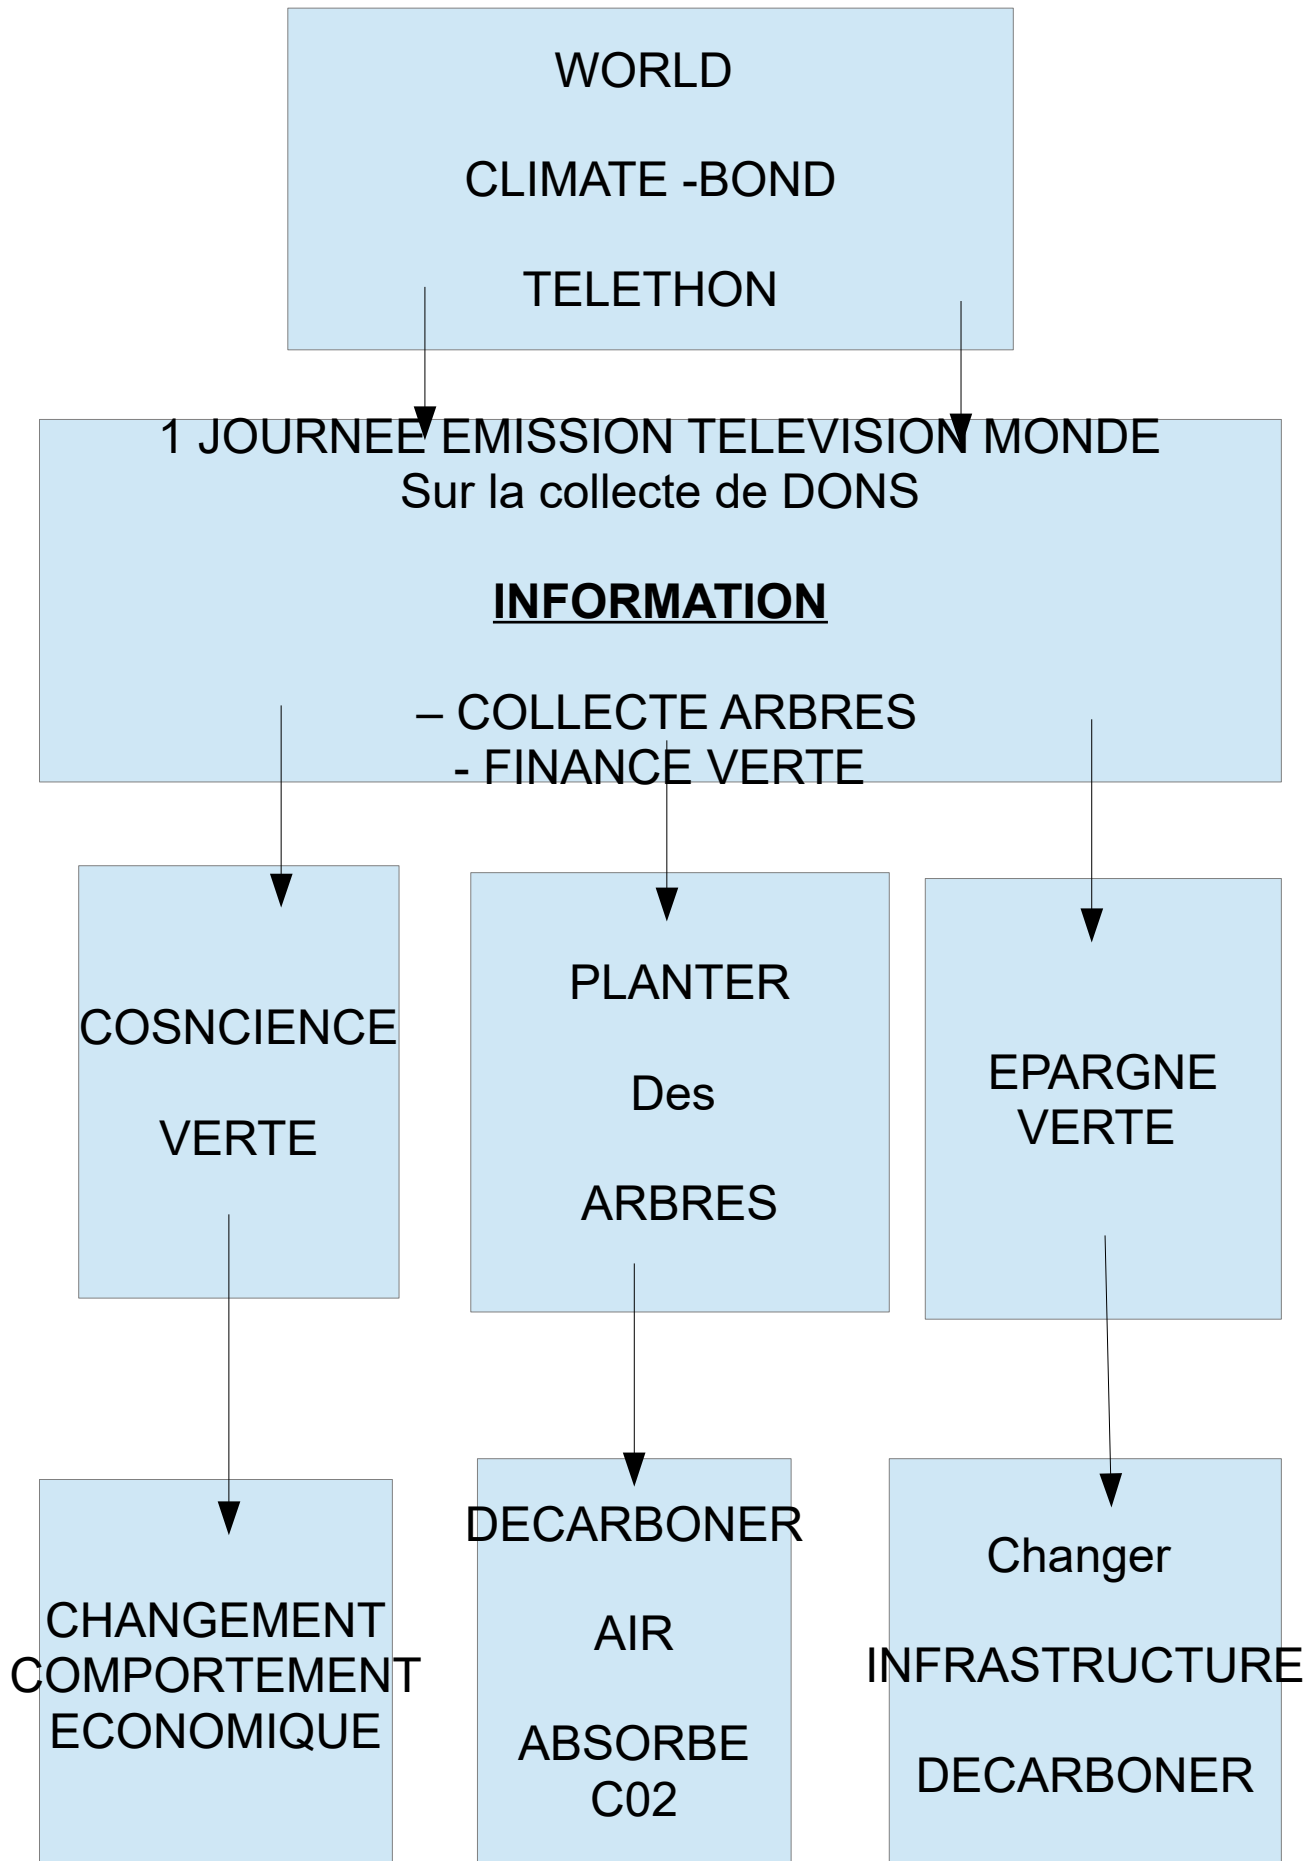 WORLD
CLIMATE -BOND
TELETHON
1 JOURNEE EMISSION TELEVISION MONDE
Sur la collecte de DONS
INFORMATION
– COLLECTE ARBRES
- FINANCE VERTE
COSNCIENCE
VERTE
PLANTER
Des
ARBRES
EPARGNE
VERTE
CHANGEMENT
COMPORTEMENT
ECONOMIQUE
DECARBONER
AIR
ABSORBE
C02
Changer
INFRASTRUCTURE
DECARBONER